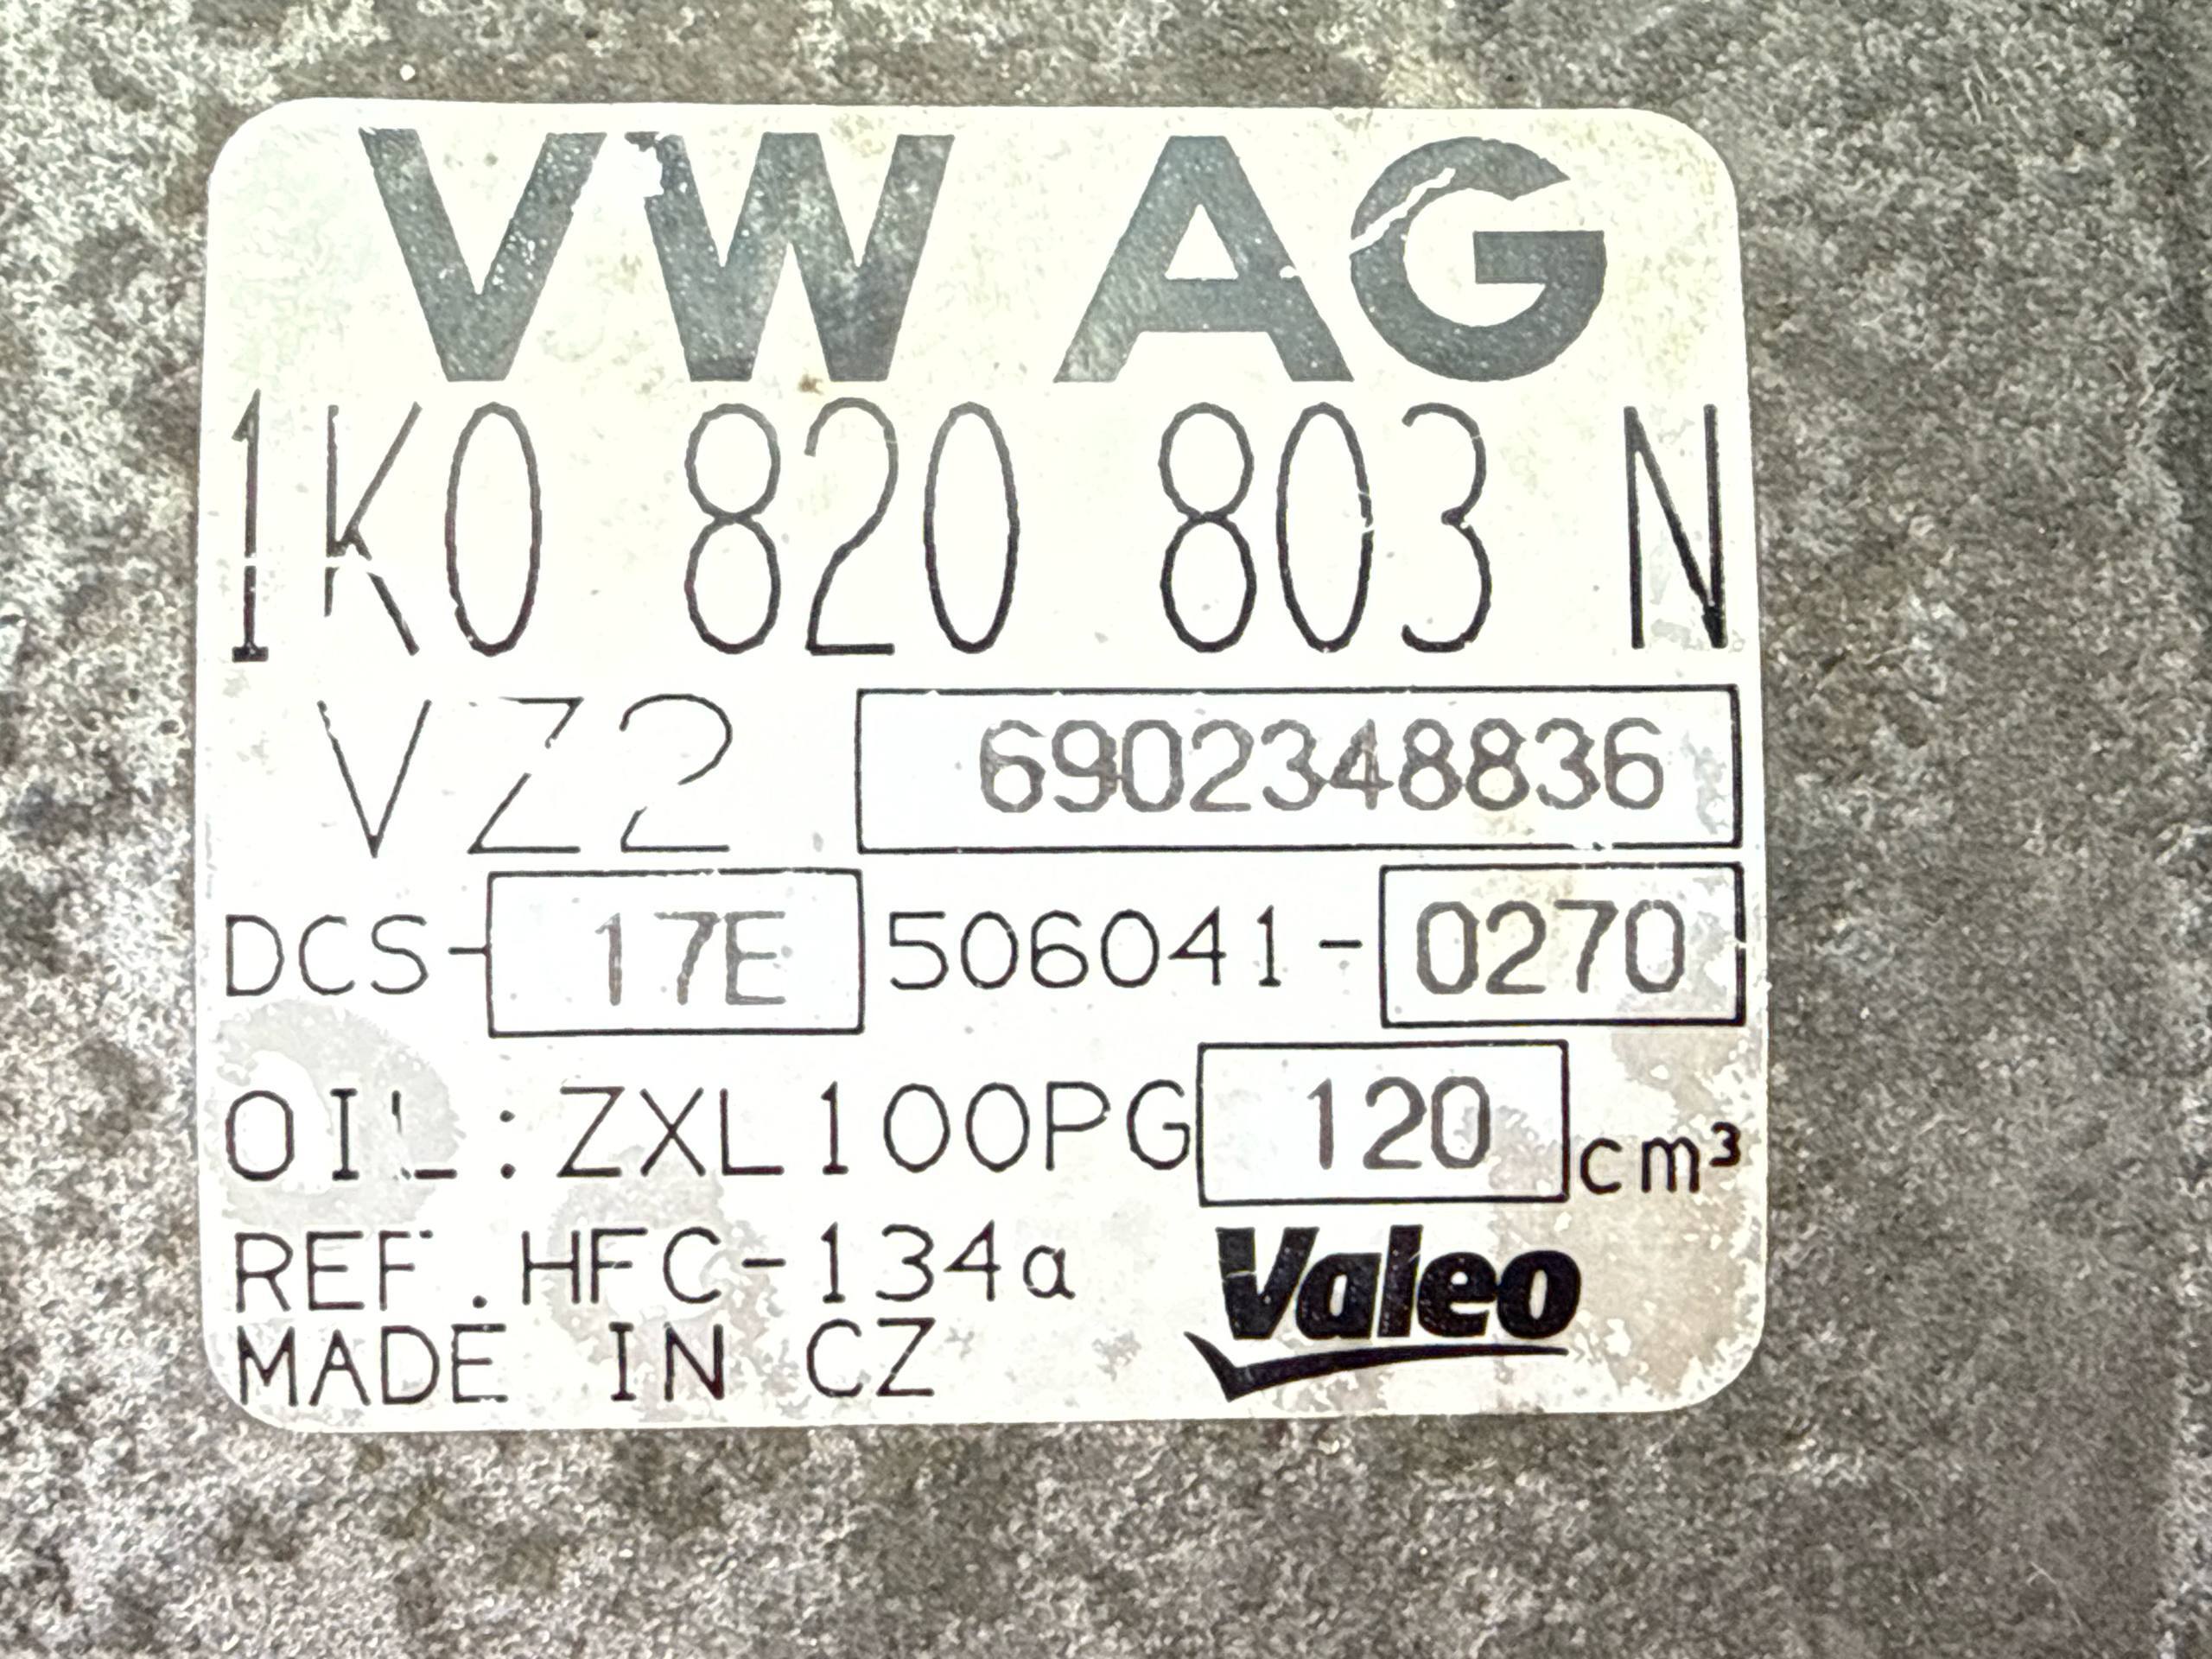 VW AG
1K0 820 803 N
VZ2 6902348836
DCS-17E 506041-0270
OIL:ZXL100PG 120 cm³
REF.HFC-134a
Valeo
MADE IN CZ